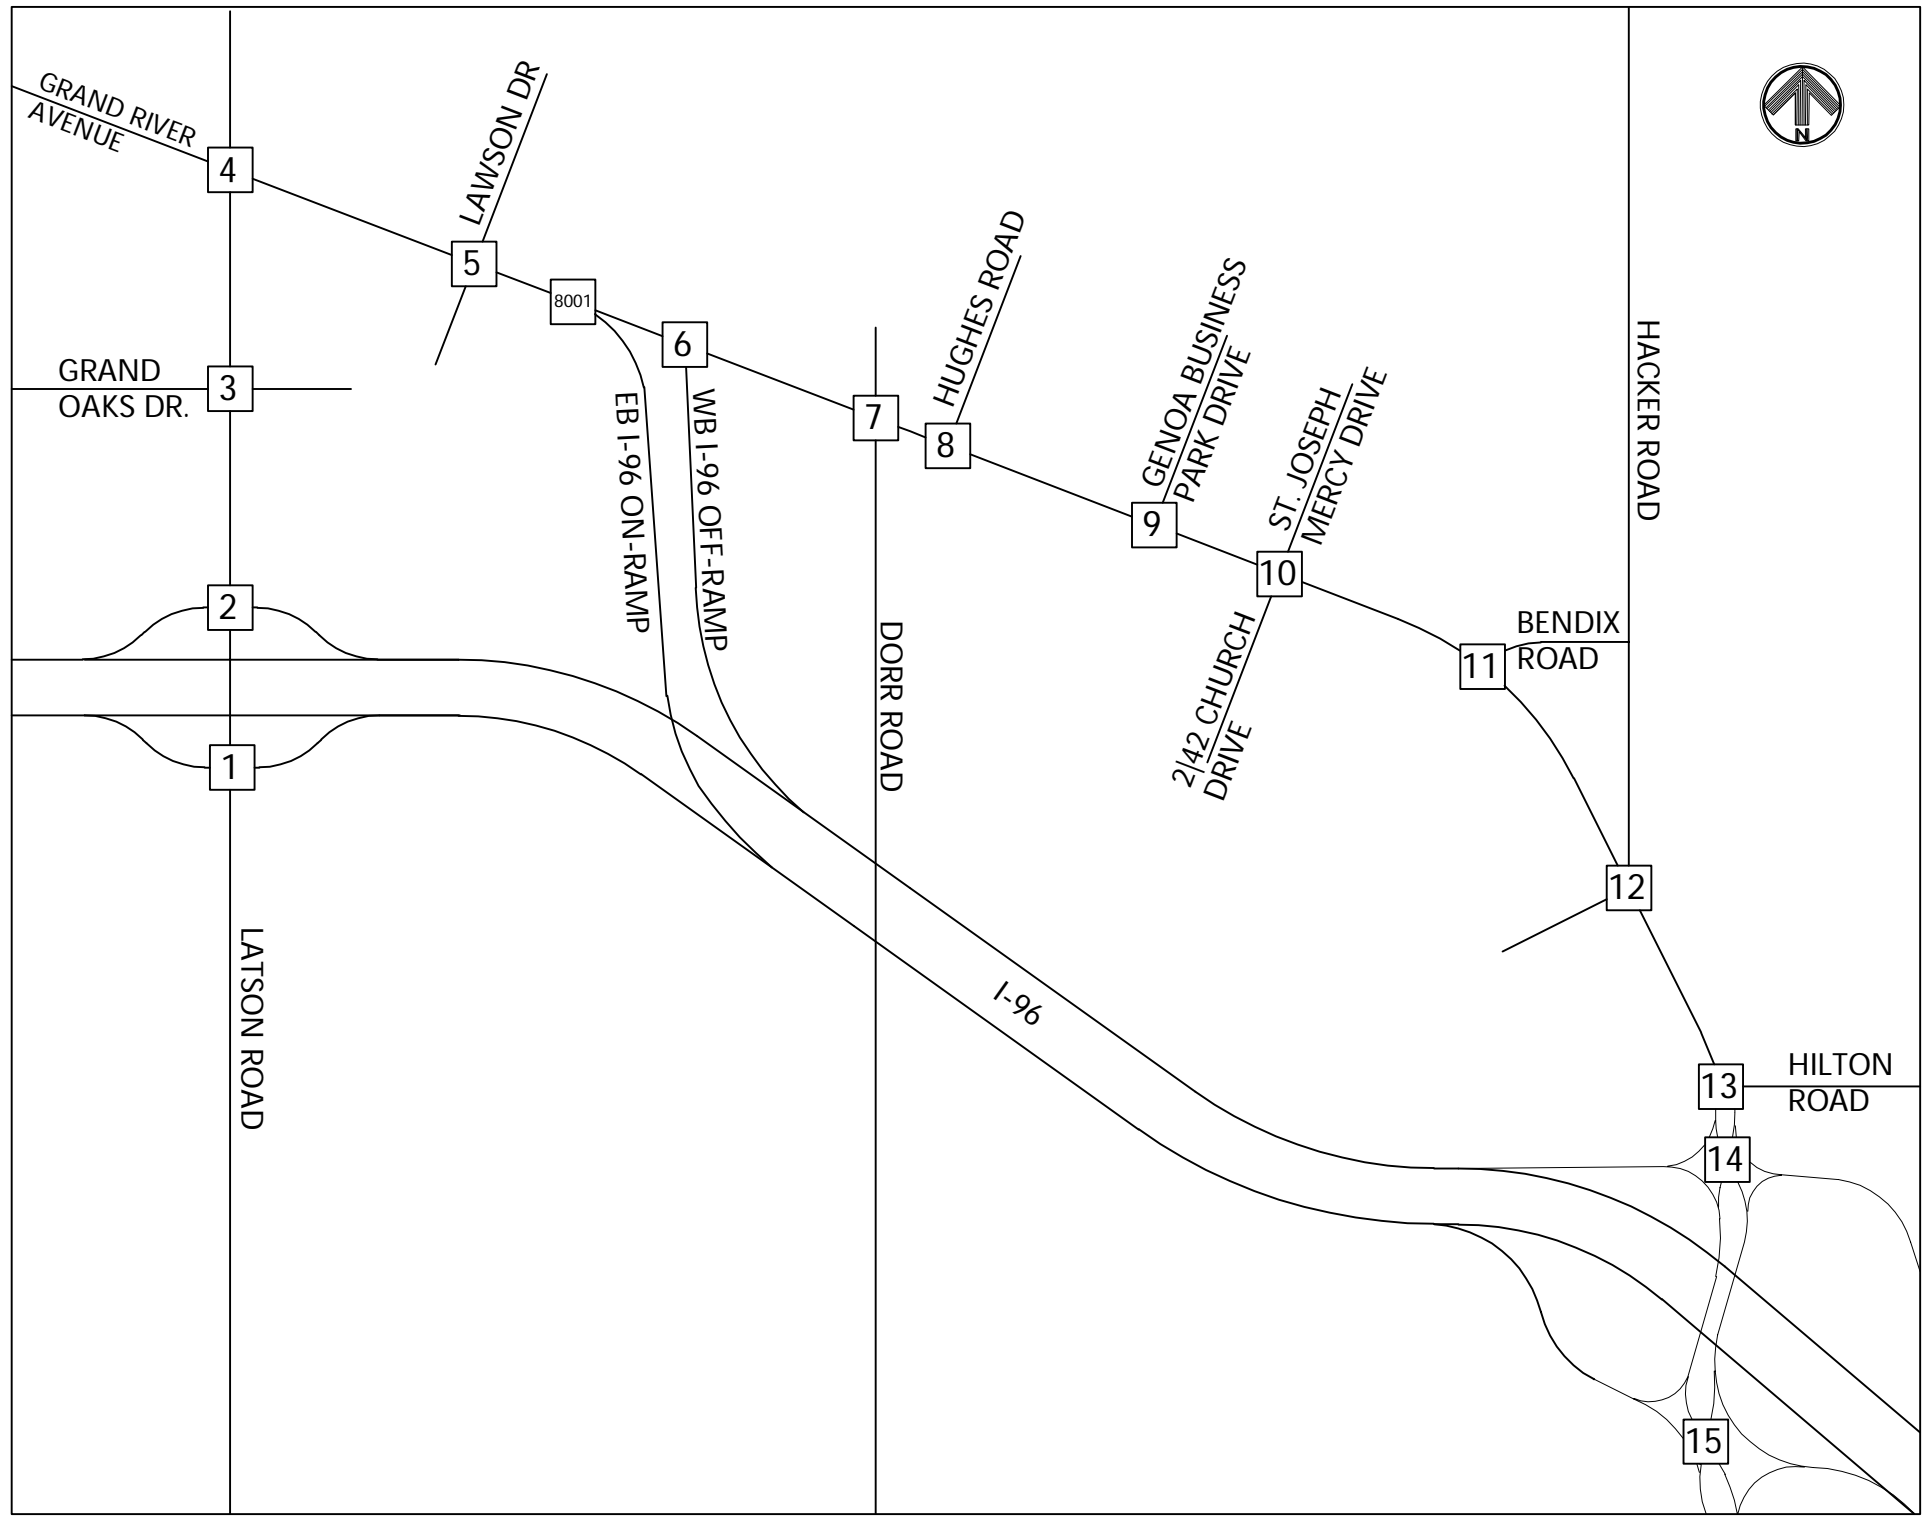 GRAND RIVER
AVENUE
4
LAWSON DR
N
5
8001
6
HUGHES ROAD
GENOA BUSINESS
PARK DRIVE
HACKER ROAD
GRAND
OAKS DR.
3
EB I-96 ON-RAMP
WB I-96 OFF-RAMP
7
8
9
ST. JOSEPH
MERCY DRIVE
10
2
2|42 CHURCH
DRIVE
BENDIX
ROAD
11
DORR ROAD
1
12
LATSON ROAD
I-96
13
HILTON
ROAD
14
15